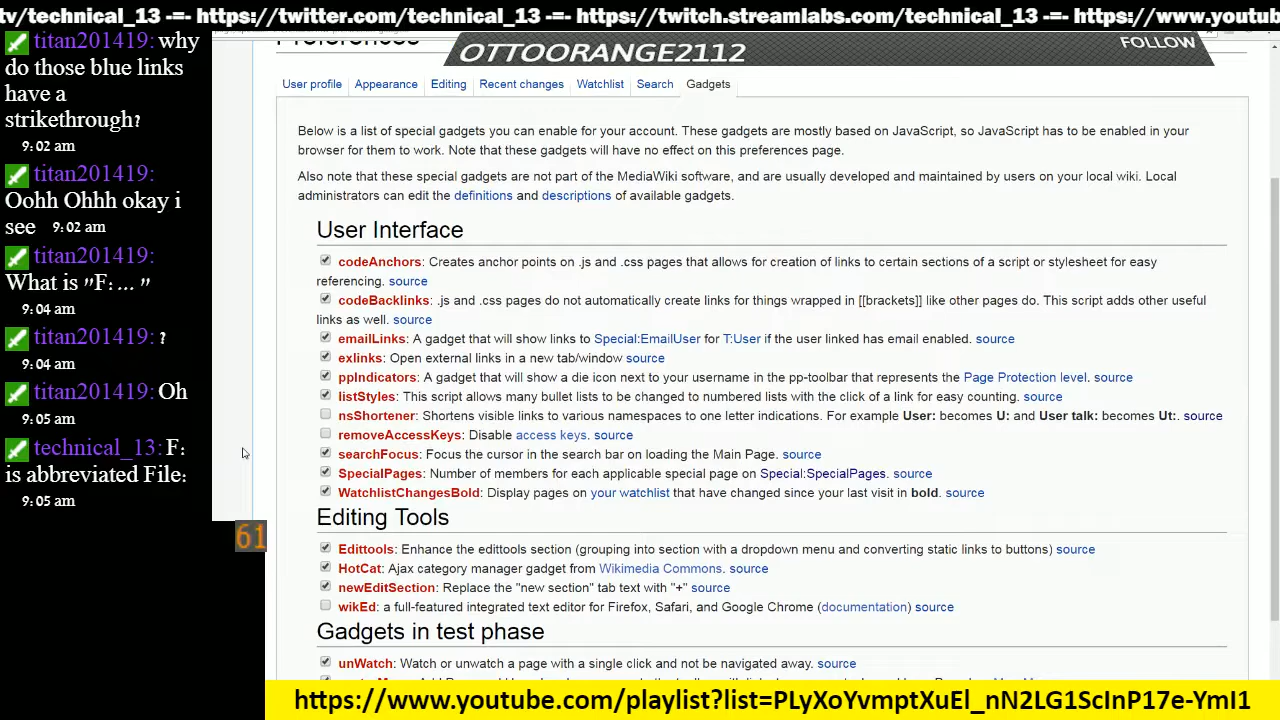 tv/technical_13 -=- https://twitter.com/technical_13 -=- https://twitch.streamlabs.com/technical_13 -=- https://www.youtub
titan201419: why
do those blue links
have a
strikethrough?
9:02 am
titan201419:
Oohh Ohhh okay i
see 9:02 am
titan201419:
What is "F:... "
9:04 am
titan201419: ?
9:04 am
titan201419: Oh
9:05 am
technical_13: F:
is abbreviated File:
9:05 am
61
Preferences
OTTOORANGE2112
FOLLOW
User profile Appearance Editing Recent changes Watchlist Search Gadgets
Below is a list of special gadgets you can enable for your account. These gadgets are mostly based on JavaScript, so JavaScript has to be enabled in your
browser for them to work. Note that these gadgets will have no effect on this preferences page.
Also note that these special gadgets are not part of the MediaWiki software, and are usually developed and maintained by users on your local wiki. Local
administrators can edit the definitions and descriptions of available gadgets.
User Interface
codeAnchors: Creates anchor points on .js and .css pages that allows for creation of links to certain sections of a script or stylesheet for easy
referencing. source
codeBacklinks: .js and .css pages do not automatically create links for things wrapped in [[brackets]] like other pages do. This script adds other useful
links as well. source
emailLinks: A gadget that will show links to Special:EmailUser for T:User if the user linked has email enabled. source
exlinks: Open external links in a new tab/window source
ppIndicators: A gadget that will show a die icon next to your username in the pp-toolbar that represents the Page Protection level. source
listStyles: This script allows many bullet lists to be changed to numbered lists with the click of a link for easy counting. source
nsShortener: Shortens visible links to various namespaces to one letter indications. For example User: becomes U: and User talk: becomes Ut:. source
removeAccessKeys: Disable access keys. source
searchFocus: Focus the cursor in the search bar on loading the Main Page. source
SpecialPages: Number of members for each applicable special page on Special:SpecialPages. source
WatchlistChangesBold: Display pages on your watchlist that have changed since your last visit in bold. source
Editing Tools
Edittools: Enhance the edittools section (grouping into section with a dropdown menu and converting static links to buttons) source
HotCat: Ajax category manager gadget from Wikimedia Commons. source
newEditSection: Replace the "new section" tab text with "+" source
wikEd: a full-featured integrated text editor for Firefox, Safari, and Google Chrome (documentation) source
Gadgets in test phase
unWatch: Watch or unwatch a page with a single click and not be navigated away. source
https://www.youtube.com/playlist?list=PLyXoYvmptXuEl_nN2LG1ScInP17e-YmI1